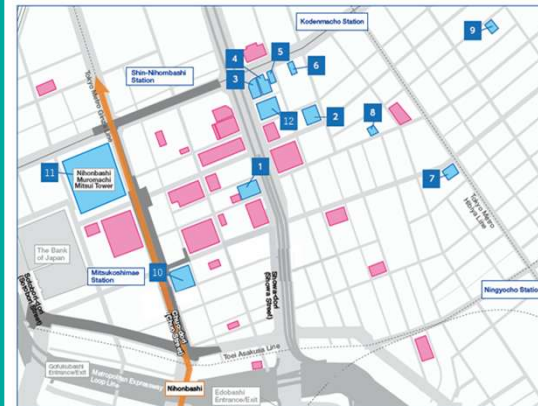 Kodenmacho Station
9
4
5
6
Shin-Nihombashi
Station
3
12
2
8
Tokyo Metro Ginza Line
11
Nihonbashi
Muromachi
Mitsui Tower
1
7
Tokyo Metro
Hibiya Line
The Bank
of Japan
Mitsukoshimae
Station
10
Showa-dori
(Showa Street)
Ningyocho Station
Toei Asakusa Line
Gofukubashi
Entrance/Exit
Metropolitan Expressway
Loop Line
Nihonbashi
Edobashi
Entrance/Exit